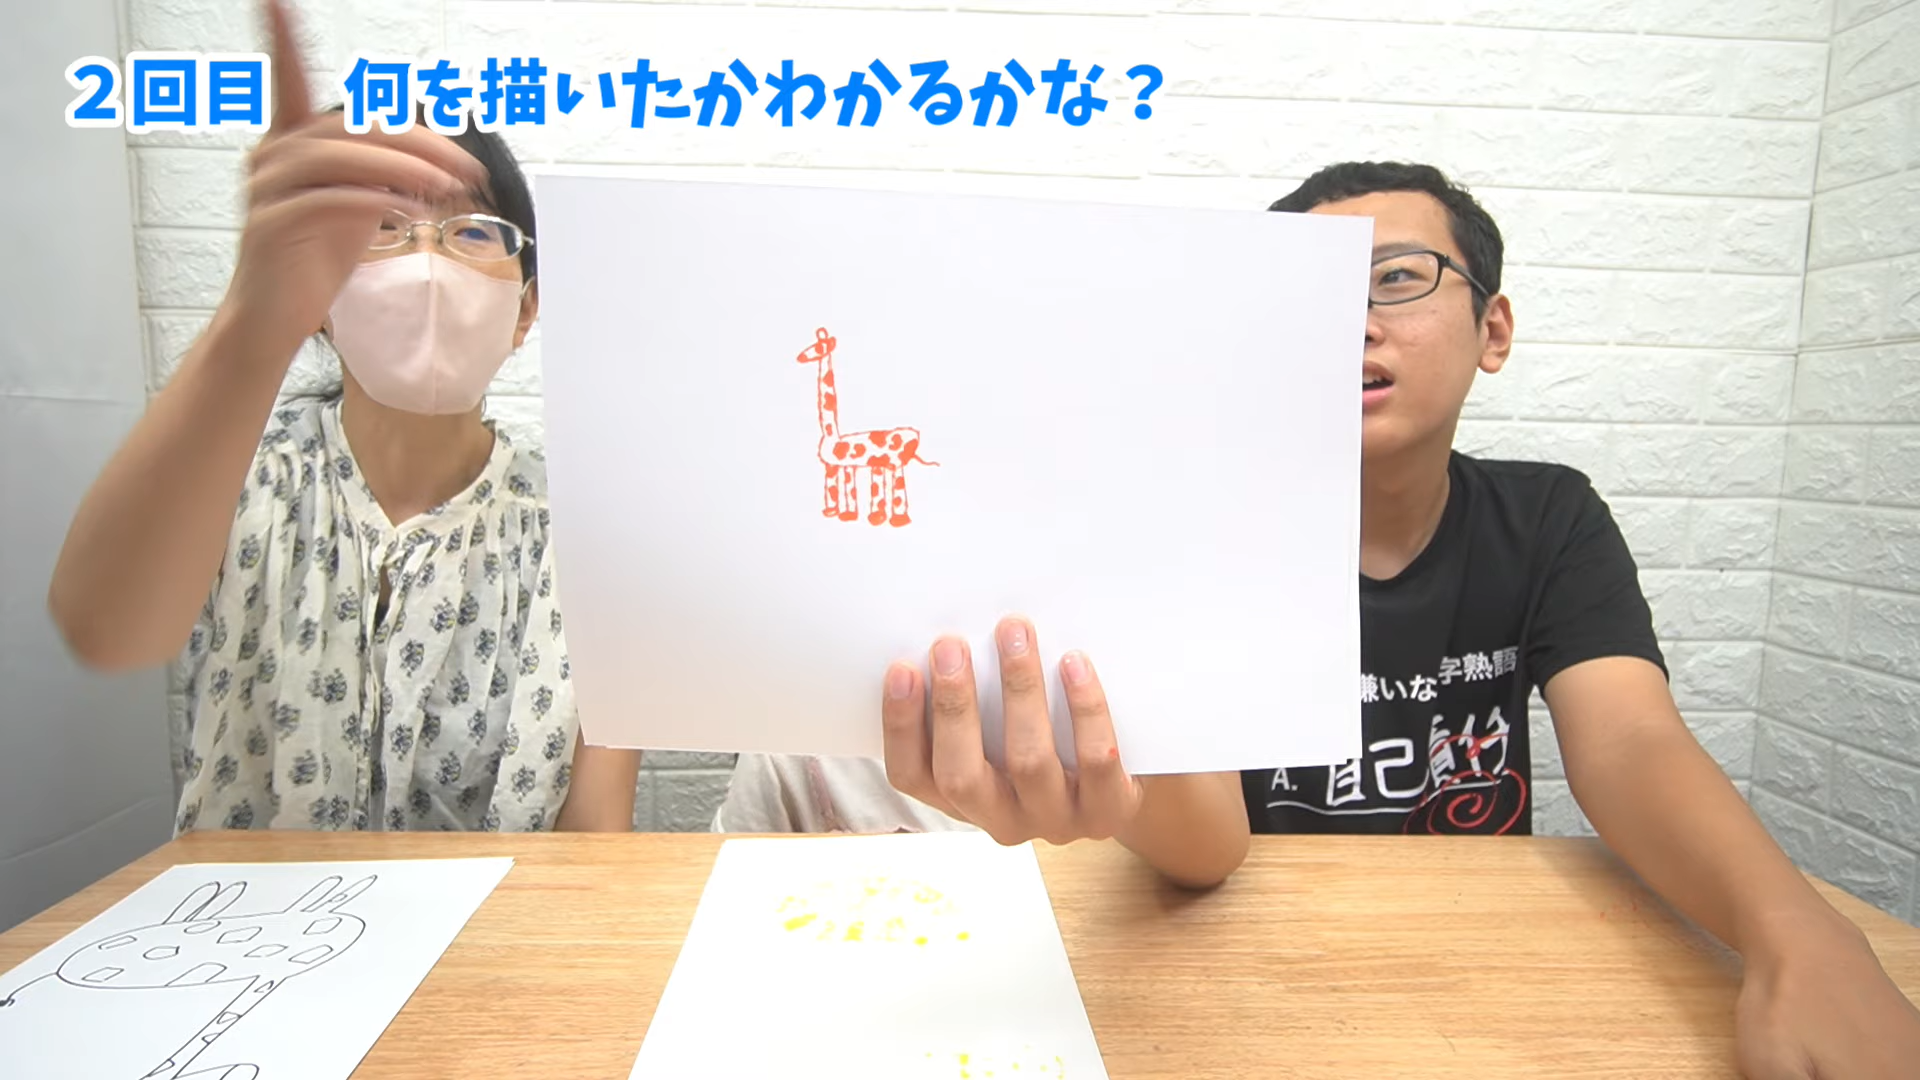 ２回目　何を描いたかわかるかな？
嫌いな字熟語
A. 自己